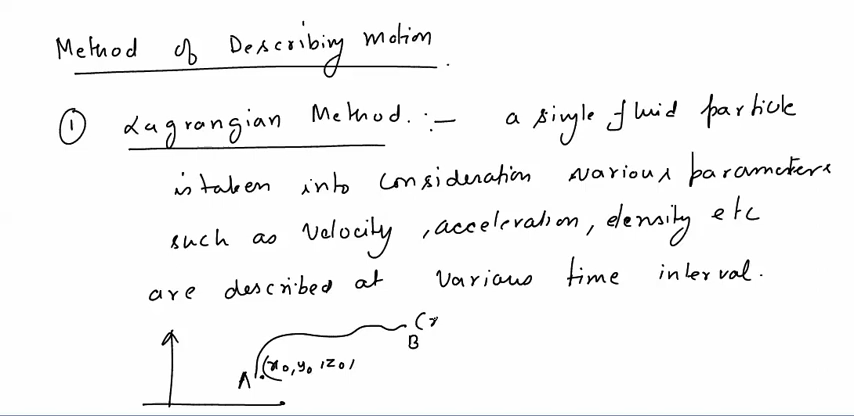 Method of Describing motion.
① Lagrangian Method. :- a single fluid particle
is taken into consideration various parameters
such as velocity, acceleration, density etc
are described at various time interval.
(x
B
A (x0, y0, z0)